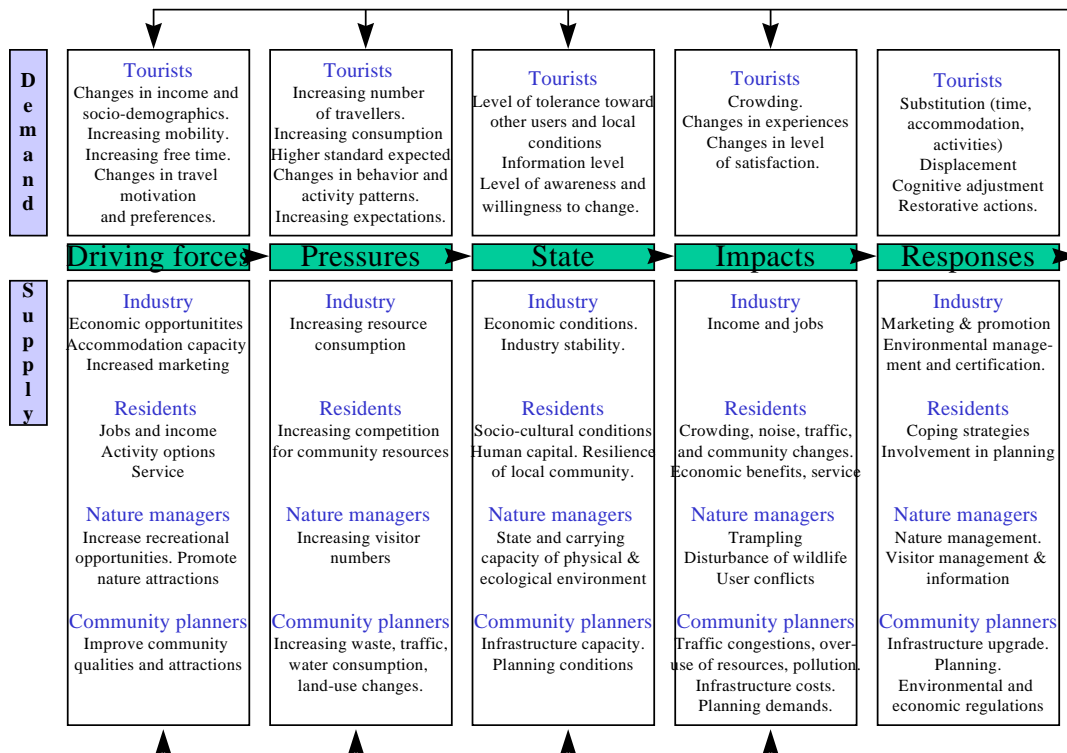 Demand
Tourists
Changes in income and
socio-demographics.
Increasing mobility.
Increasing free time.
Changes in travel
motivation
and preferences.
Tourists
Increasing number
of travellers.
Increasing consumption
Higher standard expected
Changes in behavior and
activity patterns.
Increasing expectations.
Tourists
Level of tolerance toward
other users and local
conditions
Information level
Level of awareness and
willingness to change.
Tourists
Crowding.
Changes in experiences
Changes in level
of satisfaction.
Tourists
Substitution (time,
accommodation,
activities)
Displacement
Cognitive adjustment
Restorative actions.
Driving forces
Pressures
State
Impacts
Responses
Supply
Industry
Economic opportunitites
Accommodation capacity
Increased marketing
Residents
Jobs and income
Activity options
Service
Nature managers
Increase recreational
opportunities. Promote
nature attractions
Community planners
Improve community
qualities and attractions
Industry
Increasing resource
consumption
Residents
Increasing competition
for community resources
Nature managers
Increasing visitor
numbers
Community planners
Increasing waste, traffic,
water consumption,
land-use changes.
Industry
Economic conditions.
Industry stability.
Residents
Socio-cultural conditions
Human capital. Resilience
of local community.
Nature managers
State and carrying
capacity of physical &
ecological environment
Community planners
Infrastructure capacity.
Planning conditions
Industry
Income and jobs
Residents
Crowding, noise, traffic,
and community changes.
Economic benefits, service
Nature managers
Trampling
Disturbance of wildlife
User conflicts
Community planners
Traffic congestions, over-
use of resources, pollution.
Infrastructure costs.
Planning demands.
Industry
Marketing & promotion
Environmental manage-
ment and certification.
Residents
Coping strategies
Involvement in planning
Nature managers
Nature management.
Visitor management &
information
Community planners
Infrastructure upgrade.
Planning.
Environmental and
economic regulations